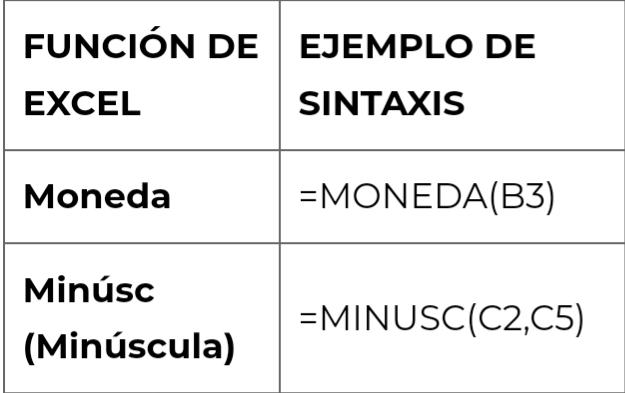 FUNCIÓN DE
EXCEL
EJEMPLO DE
SINTAXIS
Moneda
=MONEDA(B3)
Minúsc
(Minúscula)
=MINUSC(C2,C5)